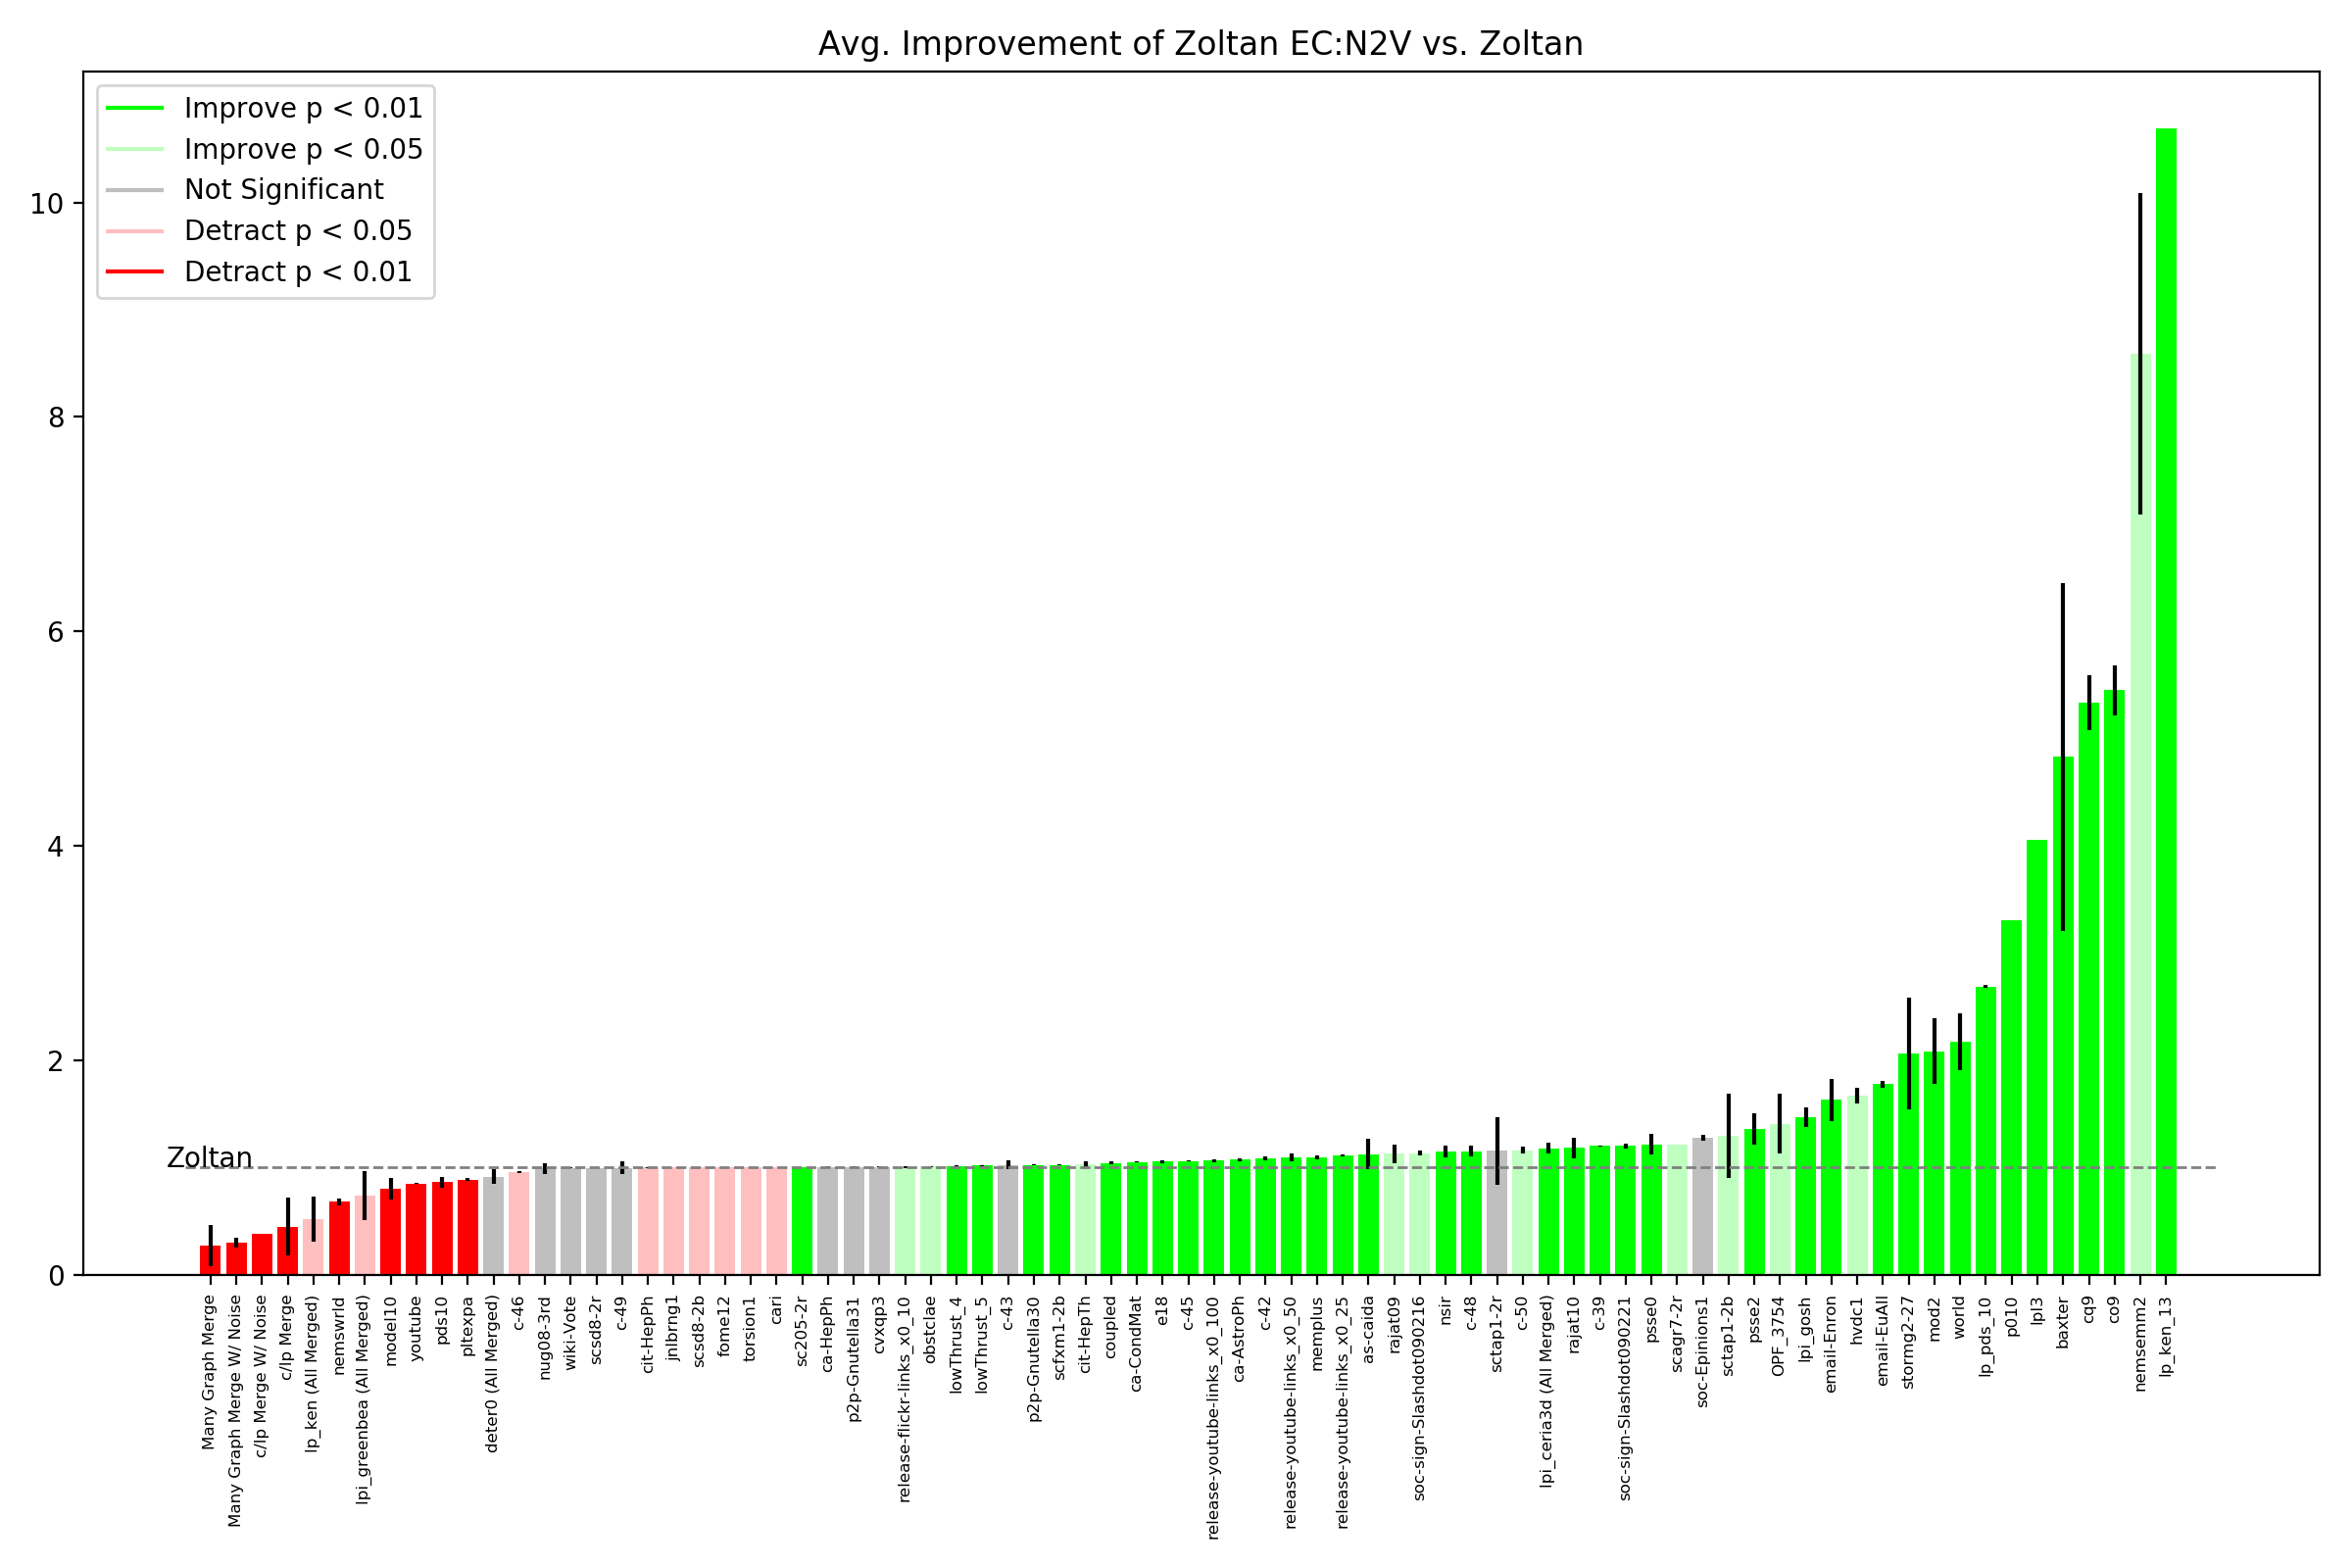 Avg. Improvement of Zoltan EC:N2V vs. Zoltan
Improve p < 0.01
Improve p < 0.05
Not Significant
Detract p < 0.05
Detract p < 0.01
10
8
6
4
2
0
Zoltan
Many Graph Merge
Many Graph Merge W/ Noise
c/lp Merge W/ Noise
c/lp Merge
lp_ken (All Merged)
nemswrld
lpi_greenbea (All Merged)
model10
youtube
pds10
pltexpa
deter0 (All Merged)
c-46
nug08-3rd
wiki-Vote
scsd8-2r
c-49
cit-HepPh
jnlbrng1
scsd8-2b
fome12
torsion1
cari
sc205-2r
ca-HepPh
p2p-Gnutella31
cvxqp3
release-flickr-links_x0_10
obstclae
lowThrust_4
lowThrust_5
c-43
p2p-Gnutella30
scfxm1-2b
cit-HepTh
coupled
ca-CondMat
e18
c-45
release-youtube-links_x0_100
ca-AstroPh
c-42
release-youtube-links_x0_50
memplus
release-youtube-links_x0_25
as-caida
rajat09
soc-sign-Slashdot090216
nsir
c-48
sctap1-2r
c-50
lpi_ceria3d (All Merged)
rajat10
c-39
soc-sign-Slashdot090221
psse0
scagr7-2r
soc-Epinions1
sctap1-2b
psse2
OPF_3754
lpi_gosh
email-Enron
hvdc1
email-EuAll
stormg2-27
mod2
world
lp_pds_10
p010
lpl3
baxter
cq9
co9
nemsemm2
lp_ken_13